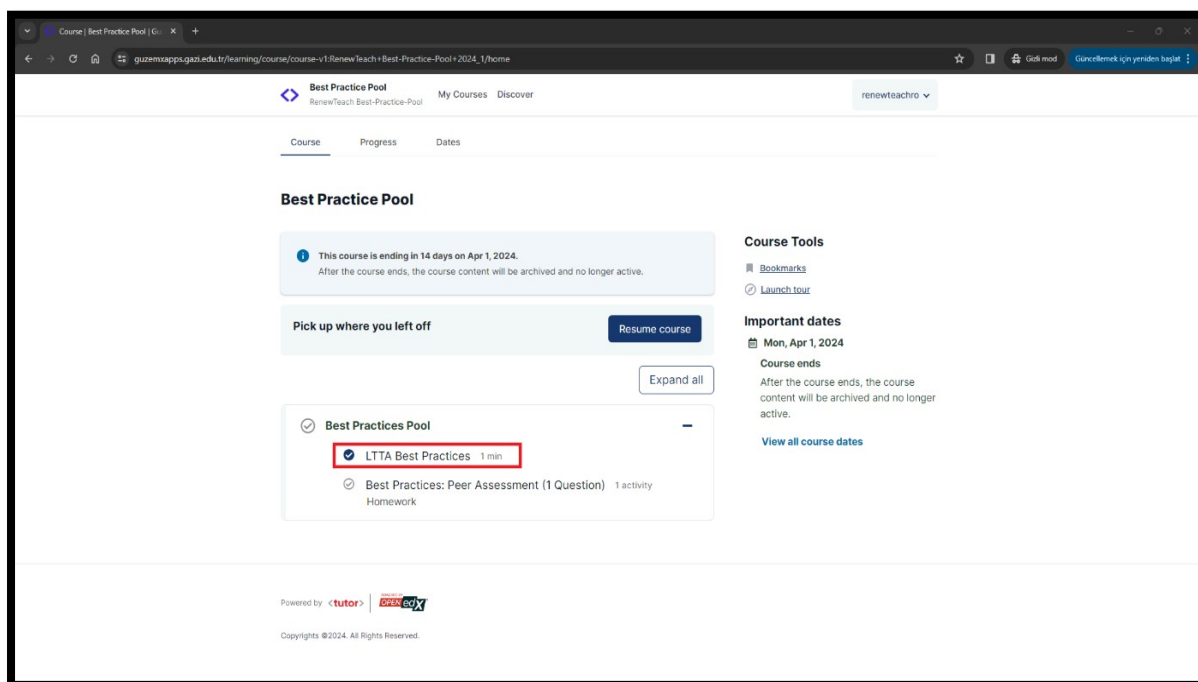 Course | Best Practice Pool | Gu
guzemxapps.gazi.edu.tr/learning/course/course-v1:RenewTeach+Best-Practice-Pool+2024_1/home
Gizli mod
Güncellemek için yeniden başlat
Best Practice Pool
RenewTeach Best-Practice-Pool
My Courses Discover
renewteachro
Course Progress Dates
Best Practice Pool
This course is ending in 14 days on Apr 1, 2024.
After the course ends, the course content will be archived and no longer active.
Pick up where you left off
Resume course
Expand all
Best Practices Pool
LTTA Best Practices 1 min
Best Practices: Peer Assessment (1 Question) 1 activity
Homework
Course Tools
Bookmarks
Launch tour
Important dates
Mon, Apr 1, 2024
Course ends
After the course ends, the course
content will be archived and no longer
active.
View all course dates
Powered by <tutor> OPEN edX
Copyrights ©2024. All Rights Reserved.